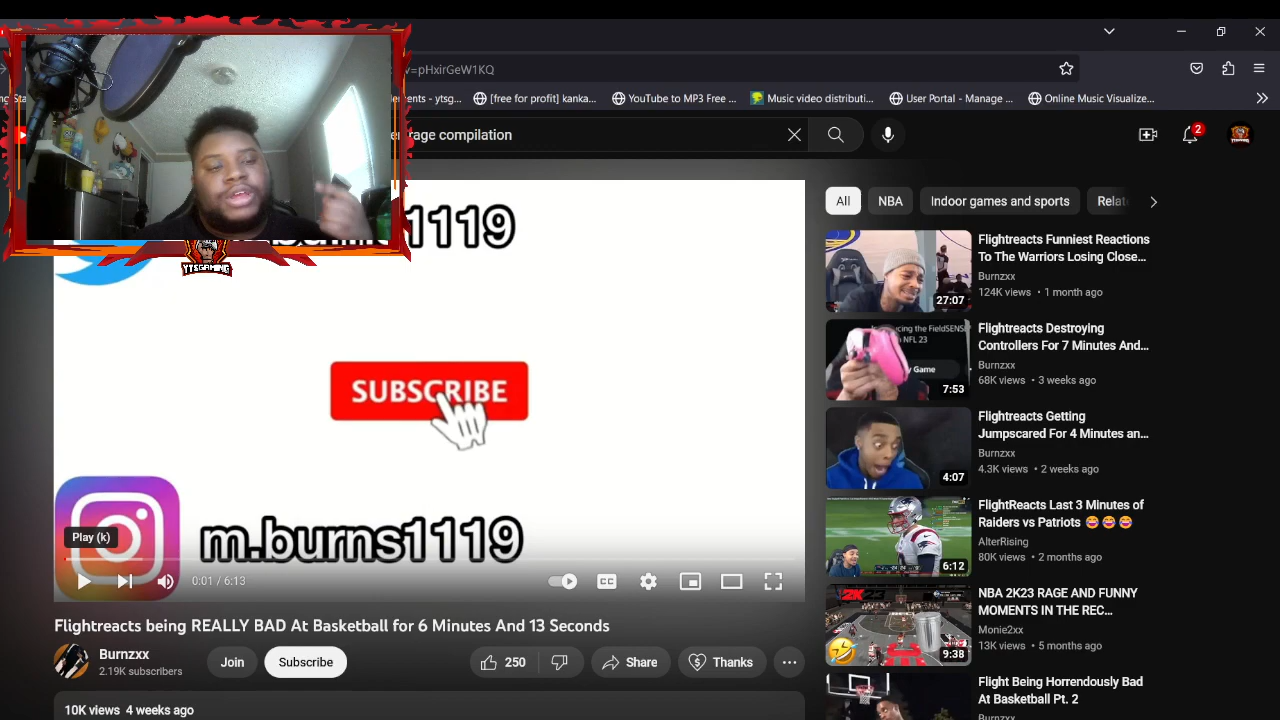 v=pHxirGeW1KQ
ements - ytsg...
[free for profit] kanka...
YouTube to MP3 Free ...
Music video distributi...
User Portal - Manage ...
Online Music Visualize...
rage compilation
2
YTSGAMING
1119
SUBSCRIBE
m.burns1119
Play (k)
0:01 / 6:13
CC
Flightreacts being REALLY BAD At Basketball for 6 Minutes And 13 Seconds
Burnzxx
2.19K subscribers
Join
Subscribe
250
Share
Thanks
10K views 4 weeks ago
All
NBA
Indoor games and sports
Relat
27:07
Flightreacts Funniest Reactions
To The Warriors Losing Close...
Burnzxx
124K views • 1 month ago
7:53
Flightreacts Destroying
Controllers For 7 Minutes And...
Burnzxx
68K views • 3 weeks ago
4:07
Flightreacts Getting
Jumpscared For 4 Minutes an...
Burnzxx
4.3K views • 2 weeks ago
6:12
FlightReacts Last 3 Minutes of
Raiders vs Patriots 😂😂😂
AlterRising
80K views • 2 months ago
2K23
9:38
NBA 2K23 RAGE AND FUNNY
MOMENTS IN THE REC...
Monie2xx
13K views • 5 months ago
Flight Being Horrendously Bad
At Basketball Pt. 2
Burnzxx